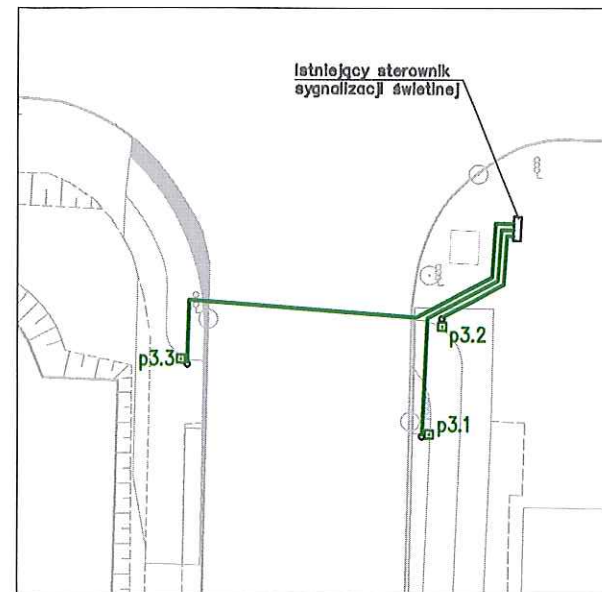 Istniejący sterownik
sygnalizacji świetlnej
p3.2
p3.3
p3.1